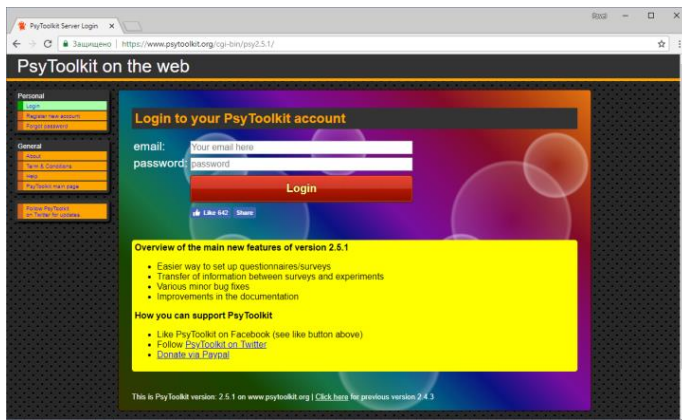 PsyToolkit Server Login
Защищено | https://www.psytoolkit.org/cgi-bin/psy2.5.1/
PsyToolkit on the web
Personal
Login
Register new account
Forgot password
General
About
Term & Conditions
Help
PsyToolkit main page
Follow PsyToolkit
on Twitter for updates
Login to your PsyToolkit account
email:
Your email here
password:
password
Login
Like 642 Share
Overview of the main new features of version 2.5.1
Easier way to set up questionnaires/surveys
Transfer of information between surveys and experiments
Various minor bug fixes
Improvements in the documentation
How you can support PsyToolkit
Like PsyToolkit on Facebook (see like button above)
Follow PsyToolkit on Twitter
Donate via Paypal
This is PsyToolkit version: 2.5.1 on www.psytoolkit.org | Click here for previous version 2.4.3